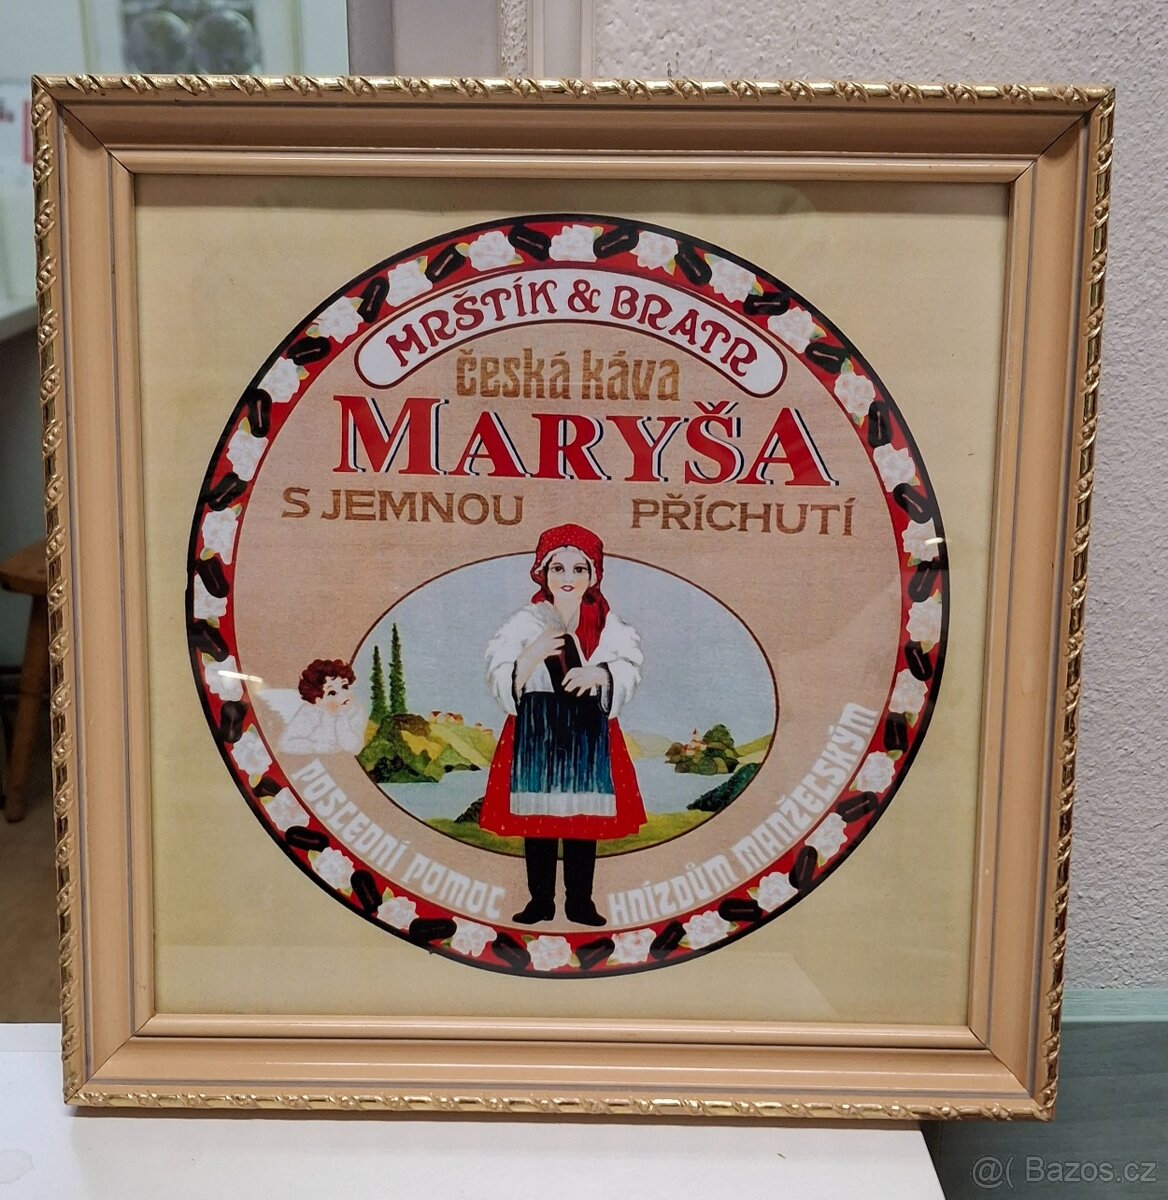 MRŠTÍK & BRATR
česká káva
MARYŠA
S JEMNOU PŘÍCHUTÍ
POSLEDNÍ POMOC HNÍZDŮM MANŽELSKÝM
@( Bazos.cz